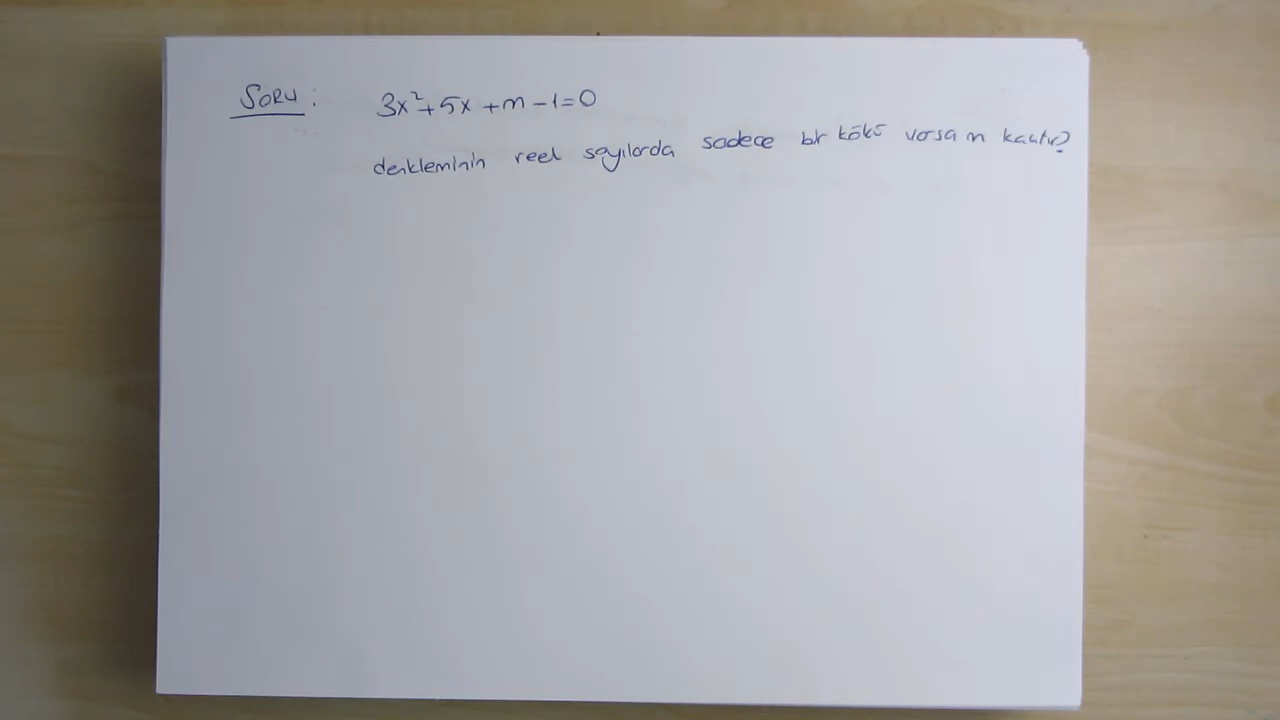 SORU : 3x²+5x+m-1=0
denkleminin reel sayılarda sadece bir kökü varsa m kaçtır?